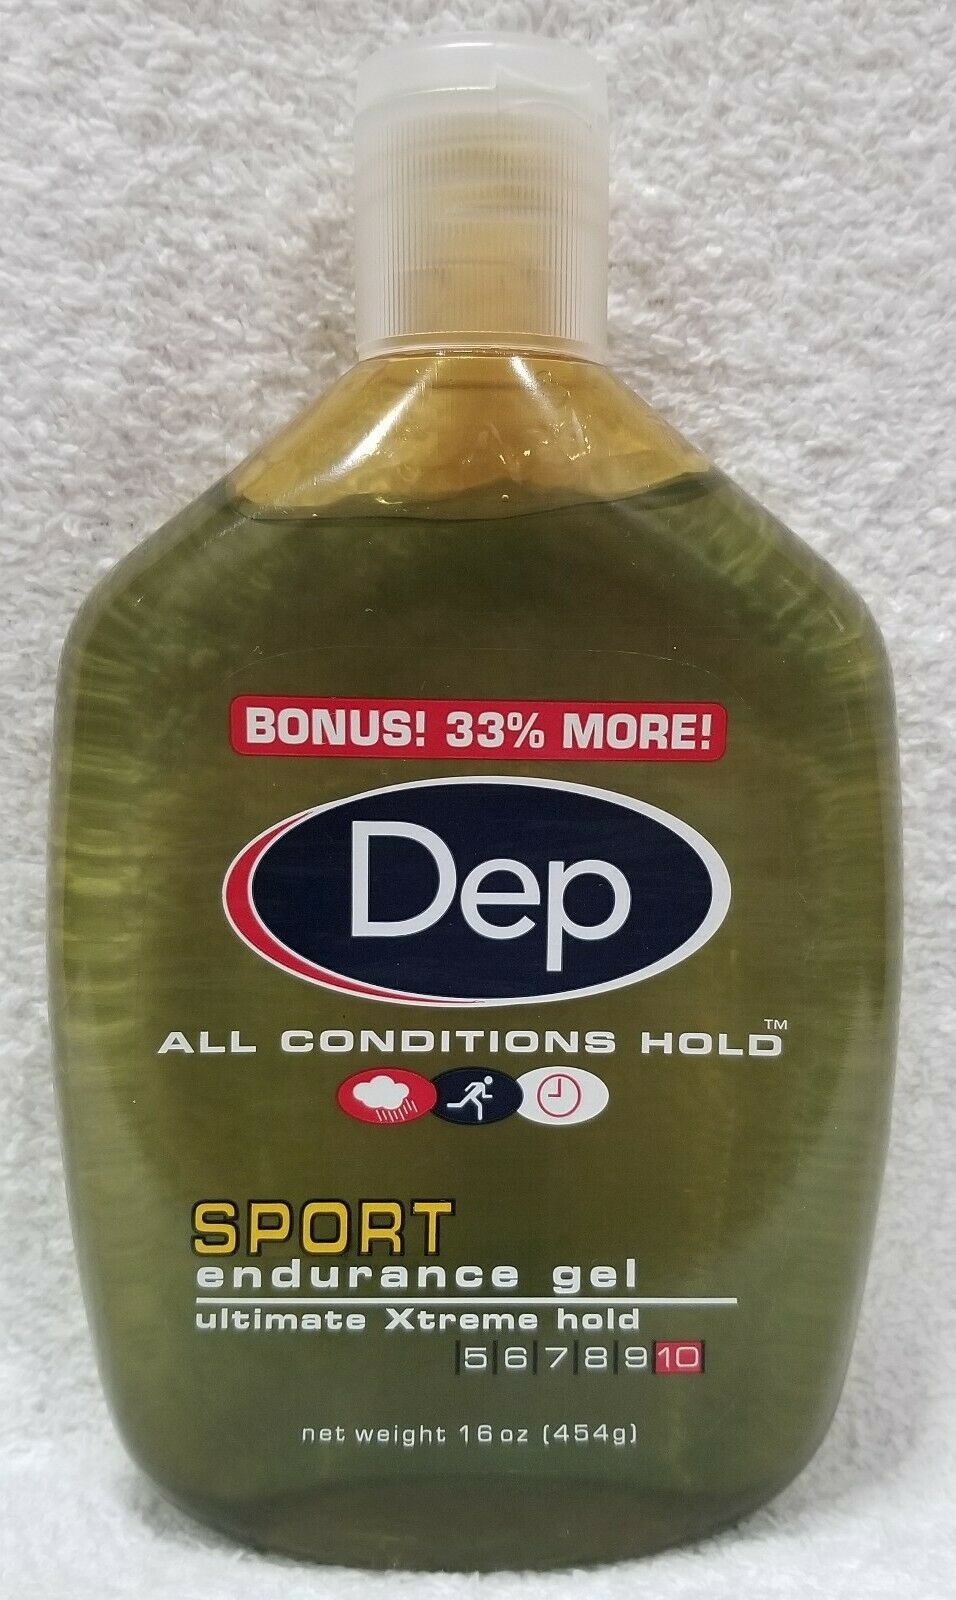 BONUS! 33% MORE!
Dep
ALL CONDITIONS HOLD™
SPORT
endurance gel
ultimate Xtreme hold
|5|6|7|8|9|10
net weight 16 oz (454g)